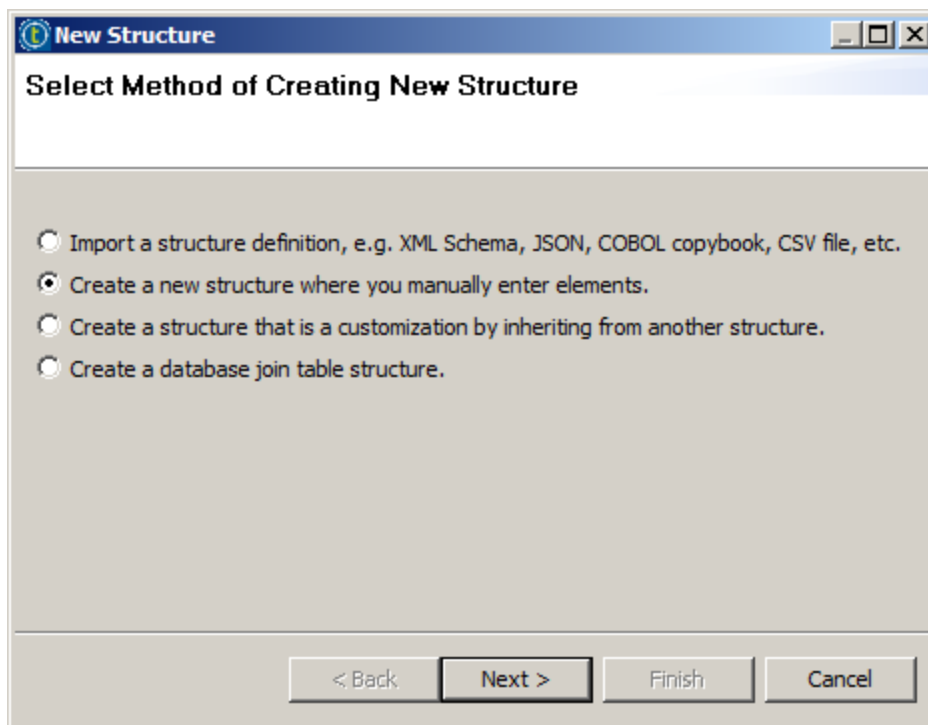 New Structure
Select Method of Creating New Structure
Import a structure definition, e.g. XML Schema, JSON, COBOL copybook, CSV file, etc.
Create a new structure where you manually enter elements.
Create a structure that is a customization by inheriting from another structure.
Create a database join table structure.
< Back Next > Finish Cancel